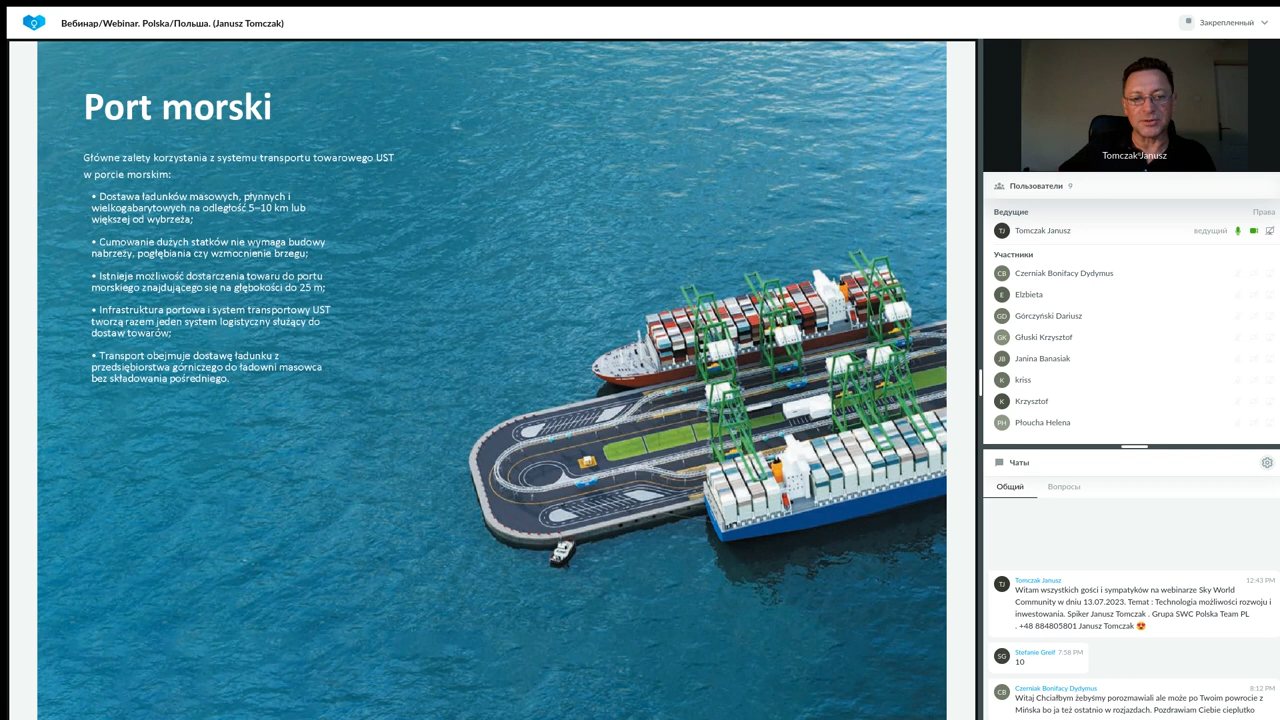 Вебинар/Webinar. Polska/Польша. (Janusz Tomczak)
Закрепленный
Port morski
Główne zalety korzystania z systemu transportu towarowego UST
w porcie morskim:
• Dostawa ładunków masowych, płynnych i
wielkogabarytowych na odległość 5–10 km lub
większej od wybrzeża;
• Cumowanie dużych statków nie wymaga budowy
nabrzeży, pogłębiania czy wzmocnienie brzegu;
• Istnieje możliwość dostarczenia towaru do portu
morskiego znajdującego się na głębokości do 25 m;
• Infrastruktura portowa i system transportowy UST
tworzą razem jeden system logistyczny służący do
dostaw towarów;
• Transport obejmuje dostawę ładunku z
przedsiębiorstwa górniczego do ładowni masowca
bez składowania pośredniego.
Tomczak Janusz
Пользователи 9
Ведущие Права
TJ Tomczak Janusz ведущий
Участники
CB Czerniak Bonifacy Dydymus
E Elzbieta
GD Górczyński Dariusz
GK Głuski Krzysztof
JB Janina Banasiak
K kriss
K Krzysztof
PH Płoucha Helena
Чаты
Общий Вопросы
TJ Tomczak Janusz 12:43 PM
Witam wszystkich gości i sympatyków na webinarze Sky World
Community w dniu 13.07.2023. Temat : Technologia możliwości rozwoju i
inwestowania. Spiker Janusz Tomczak . Grupa SWC Polska Team PL
. +48 884805801 Janusz Tomczak 😍
SG Stefanie Greif 7:58 PM
10
CB Czerniak Bonifacy Dydymus 8:12 PM
Witaj Chciałbym żebyśmy porozmawiali ale może po Twoim powrocie z
Mińska bo ja też ostatnio w rozjazdach. Pozdrawiam Ciebie cieplutko